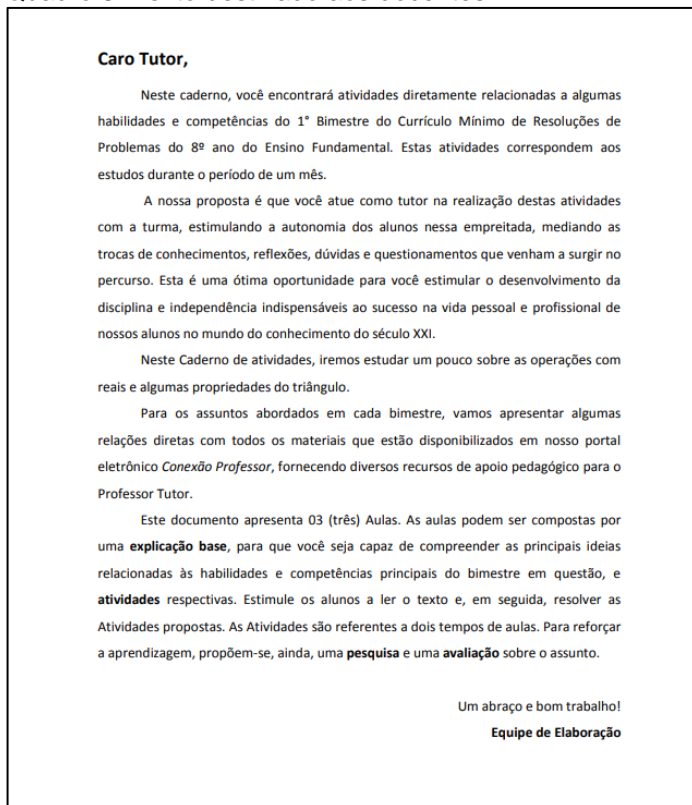 Caro Tutor,
Neste caderno, você encontrará atividades diretamente relacionadas a algumas
habilidades e competências do 1° Bimestre do Currículo Mínimo de Resoluções de
Problemas do 8º ano do Ensino Fundamental. Estas atividades correspondem aos
estudos durante o período de um mês.
A nossa proposta é que você atue como tutor na realização destas atividades
com a turma, estimulando a autonomia dos alunos nessa empreitada, mediando as
trocas de conhecimentos, reflexões, dúvidas e questionamentos que venham a surgir no
percurso. Esta é uma ótima oportunidade para você estimular o desenvolvimento da
disciplina e independência indispensáveis ao sucesso na vida pessoal e profissional de
nossos alunos no mundo do conhecimento do século XXI.
Neste Caderno de atividades, iremos estudar um pouco sobre as operações com
reais e algumas propriedades do triângulo.
Para os assuntos abordados em cada bimestre, vamos apresentar algumas
relações diretas com todos os materiais que estão disponibilizados em nosso portal
eletrônico Conexão Professor, fornecendo diversos recursos de apoio pedagógico para o
Professor Tutor.
Este documento apresenta 03 (três) Aulas. As aulas podem ser compostas por
uma explicação base, para que você seja capaz de compreender as principais ideias
relacionadas às habilidades e competências principais do bimestre em questão, e
atividades respectivas. Estimule os alunos a ler o texto e, em seguida, resolver as
Atividades propostas. As Atividades são referentes a dois tempos de aulas. Para reforçar
a aprendizagem, propõem-se, ainda, uma pesquisa e uma avaliação sobre o assunto.
Um abraço e bom trabalho!
Equipe de Elaboração